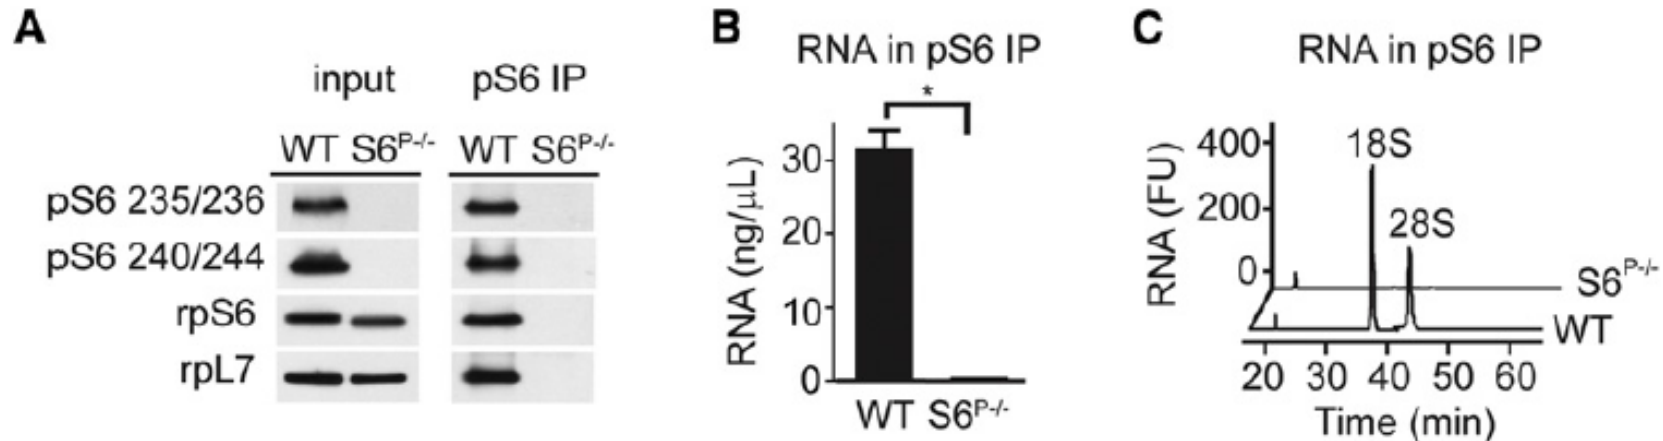 A
input pS6 IP
WT S6P-/- WT S6P-/-
pS6 235/236
pS6 240/244
rpS6
rpL7
B
RNA in pS6 IP
*
RNA (ng/μL)
30
20
10
0
WT S6P-/-
C
RNA in pS6 IP
RNA (FU)
400
200
0
18S
28S
S6P-/-
WT
20 30 40 50 60
Time (min)